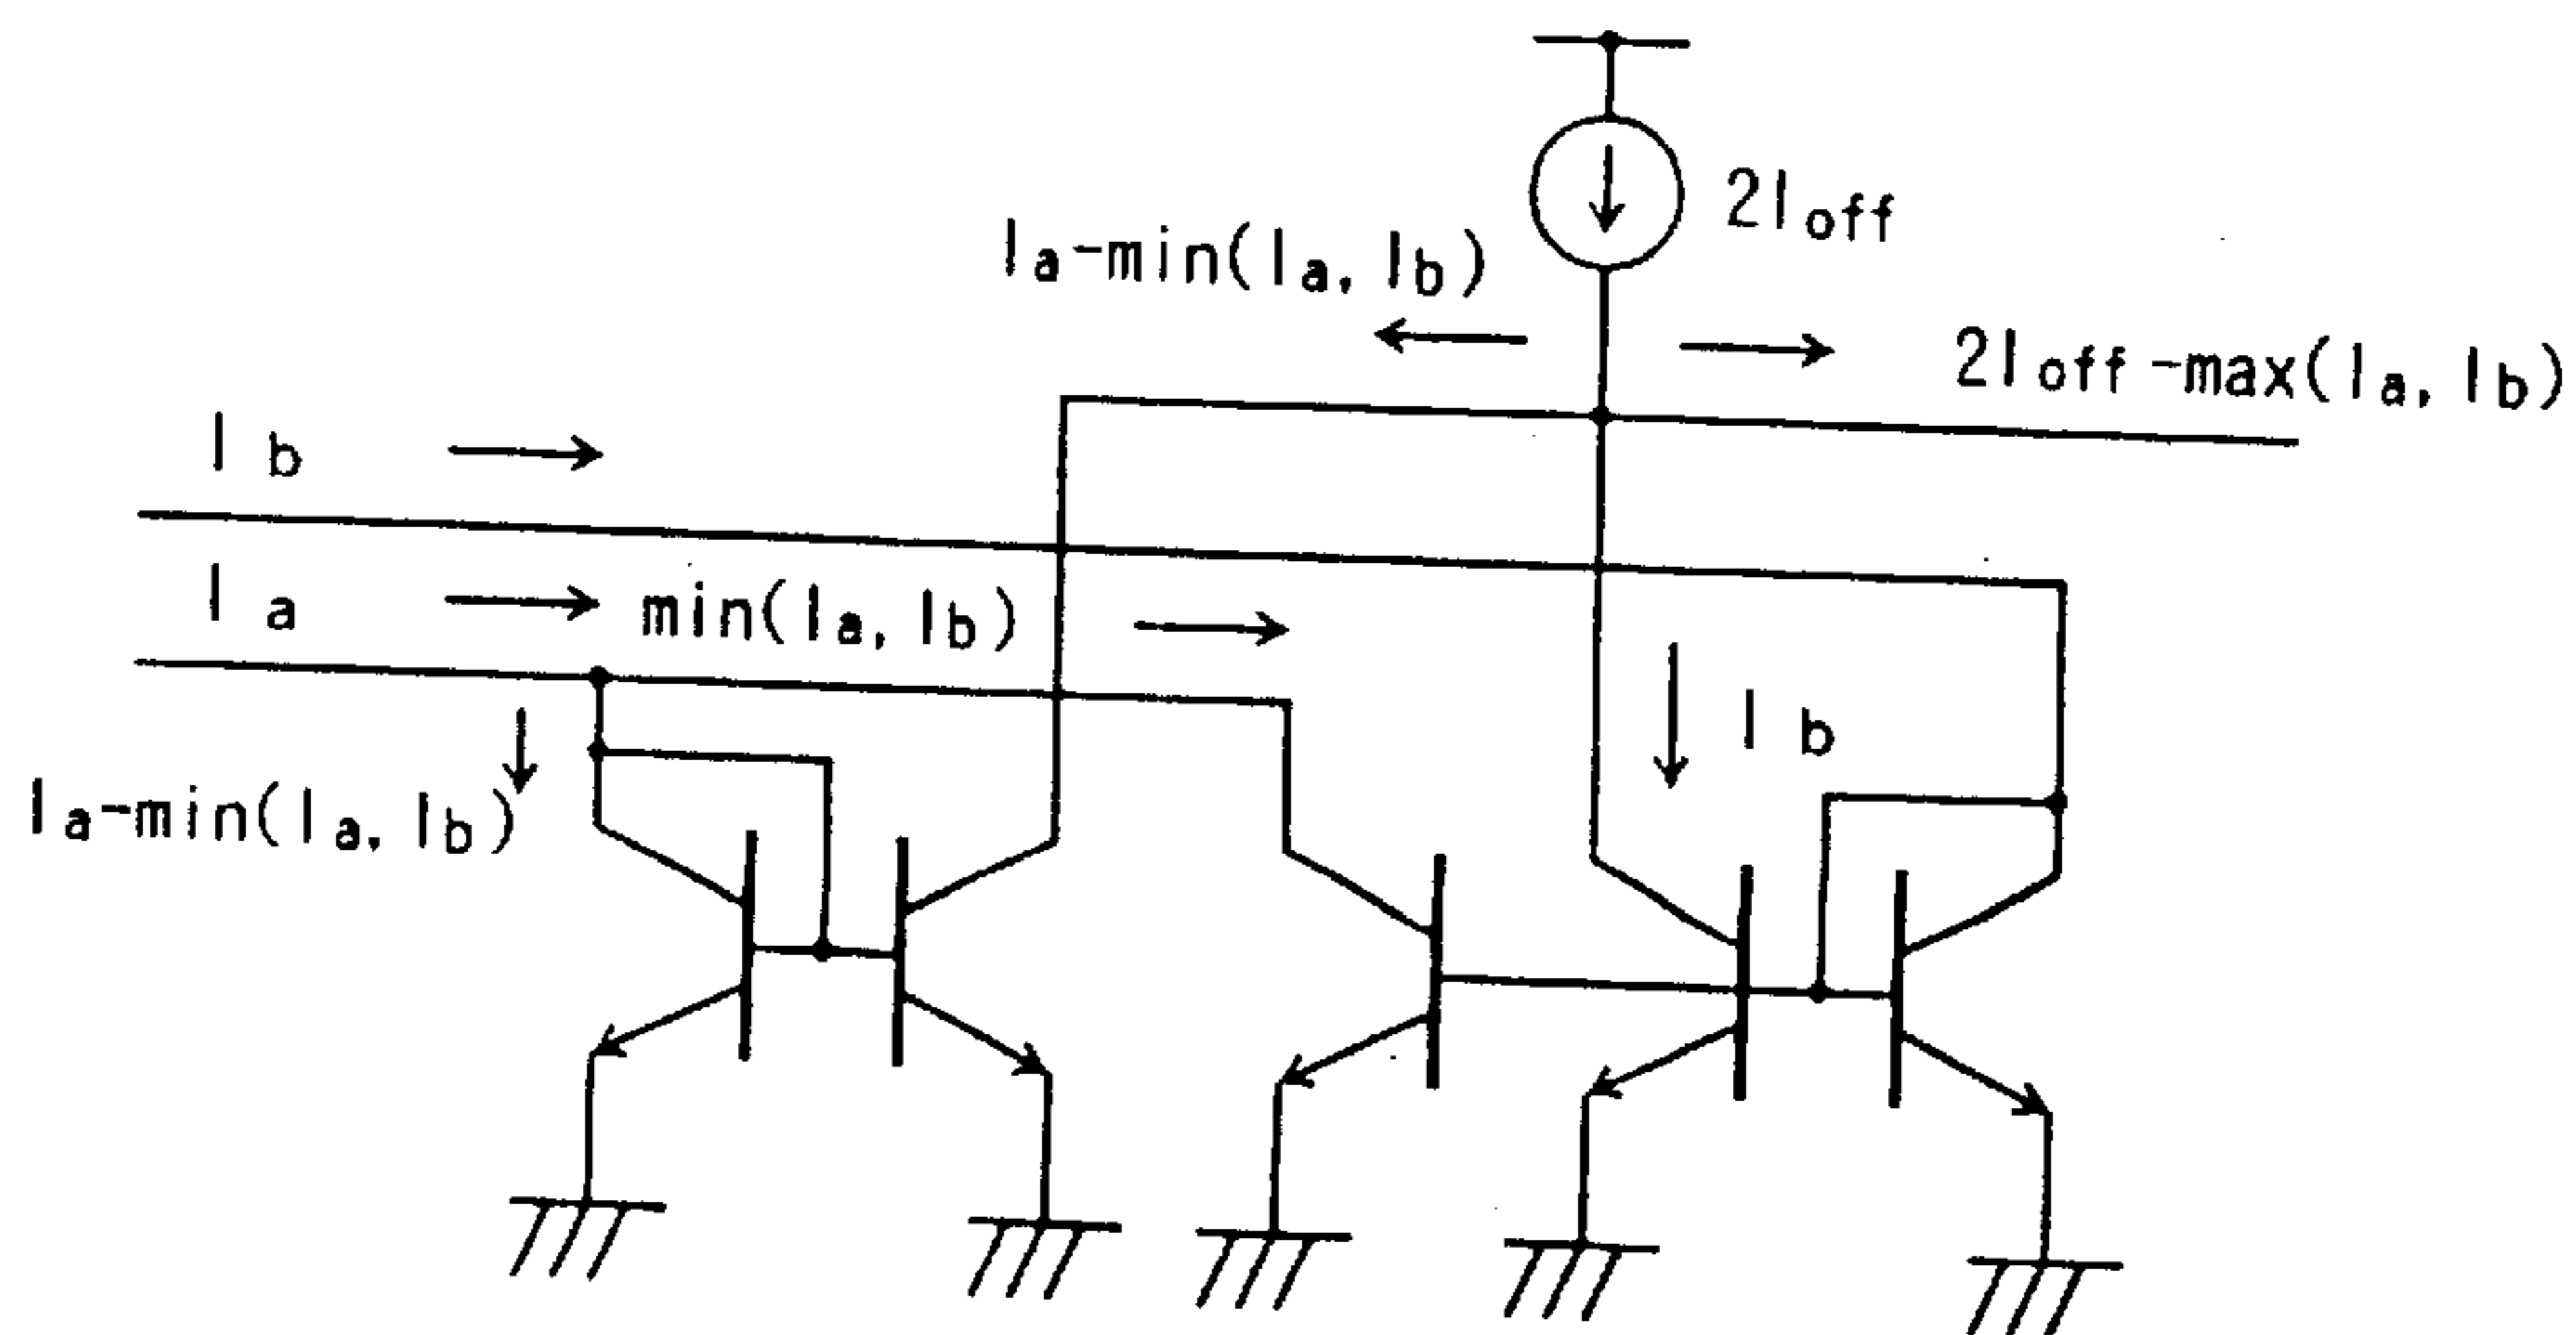 2Ioff
Ia-min(Ia, Ib)
2Ioff-max(Ia, Ib)
Ib
Ia
min(Ia, Ib)
Ib
Ia-min(Ia, Ib)